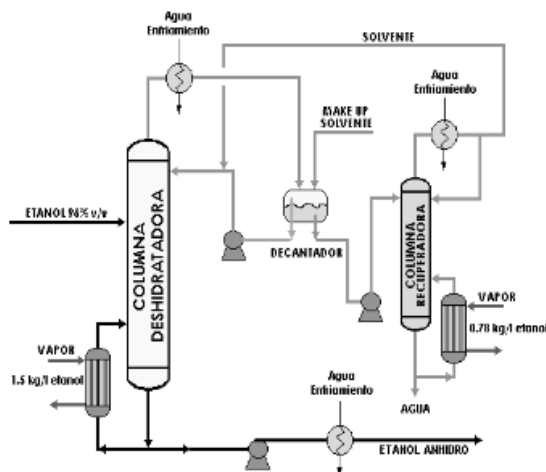 SOLVENTE
Agua
Enfriamiento
Agua
Enfriamiento
MAKE UP
SOLVENTE
ETANOL 96% v/v
COLUMNA
DESHIDRATADORA
DECANTADOR
COLUMNA
RECUPERADORA
VAPOR
0.78 kg/l etanol
VAPOR
1.5 kg/l etanol
Agua
Enfriamiento
AGUA
ETANOL ANHIDRO